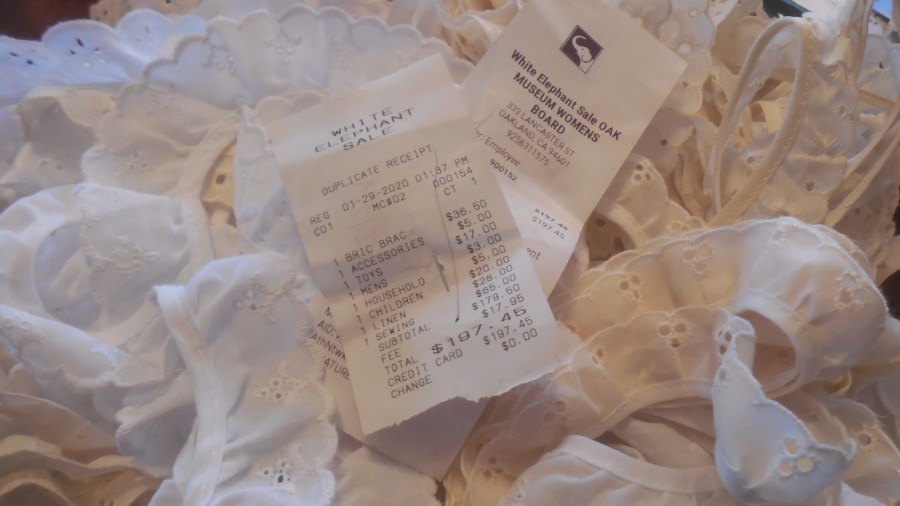 WHITE
ELEPHANT
SALE
DUPLICATE RECEIPT
REG 01-29-2020 01:37 PM
C01 MC#02 000154
CT 1
1 BRIC BRAC $36.50
1 ACCESSORIES $5.00
1 TOYS $17.00
1 MENS $3.00
1 HOUSEHOLD $5.00
1 CHILDREN $20.00
1 LINEN $28.00
1 SEWING $65.00
SUBTOTAL $179.50
FEE $17.95
TOTAL $197.45
CREDIT CARD $197.45
CHANGE $0.00
White Elephant Sale OAK
MUSEUM WOMENS
BOARD
333 LANCASTER ST
OAKLAND, CA 94601
9256311575
Employee
900152
$197.45
$197.45
AID: